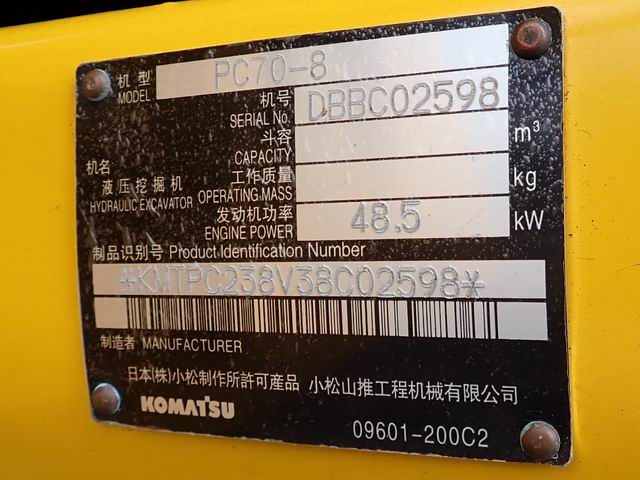 机型 PC70-8
MODEL
机号 DBBC02598
SERIAL No.
斗容 m³
CAPACITY
机名
液压挖掘机
HYDRAULIC EXCAVATOR
工作质量 kg
OPERATING MASS
发动机功率 48.5 kW
ENGINE POWER
制品识别号 Product Identification Number
*KMTPC238V38C02598*
制造者 MANUFACTURER
日本(株)小松制作所許可産品 小松山推工程机械有限公司
KOMATSU
09601-200C2